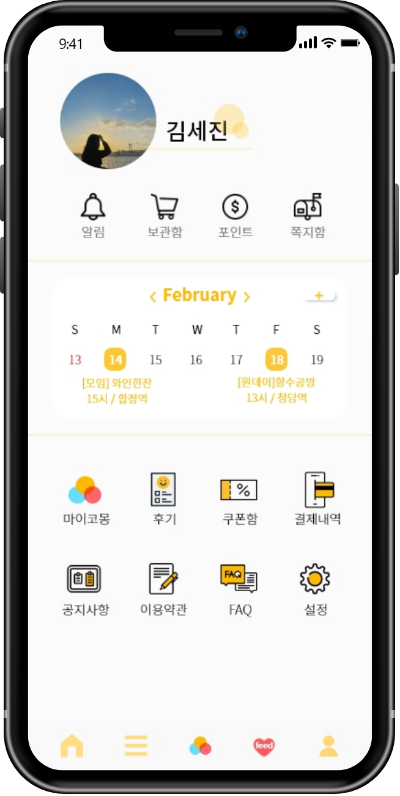 9:41
김세진
알림 보관함 포인트 쪽지함
< February > +
S M T W T F S
13 14 15 16 17 18 19
[모임] 와인한잔 [원데이]향수공방
15시 / 합정역 13시 / 청담역
마이코몽 후기 쿠폰함 결제내역
공지사항 이용약관 FAQ 설정
feed